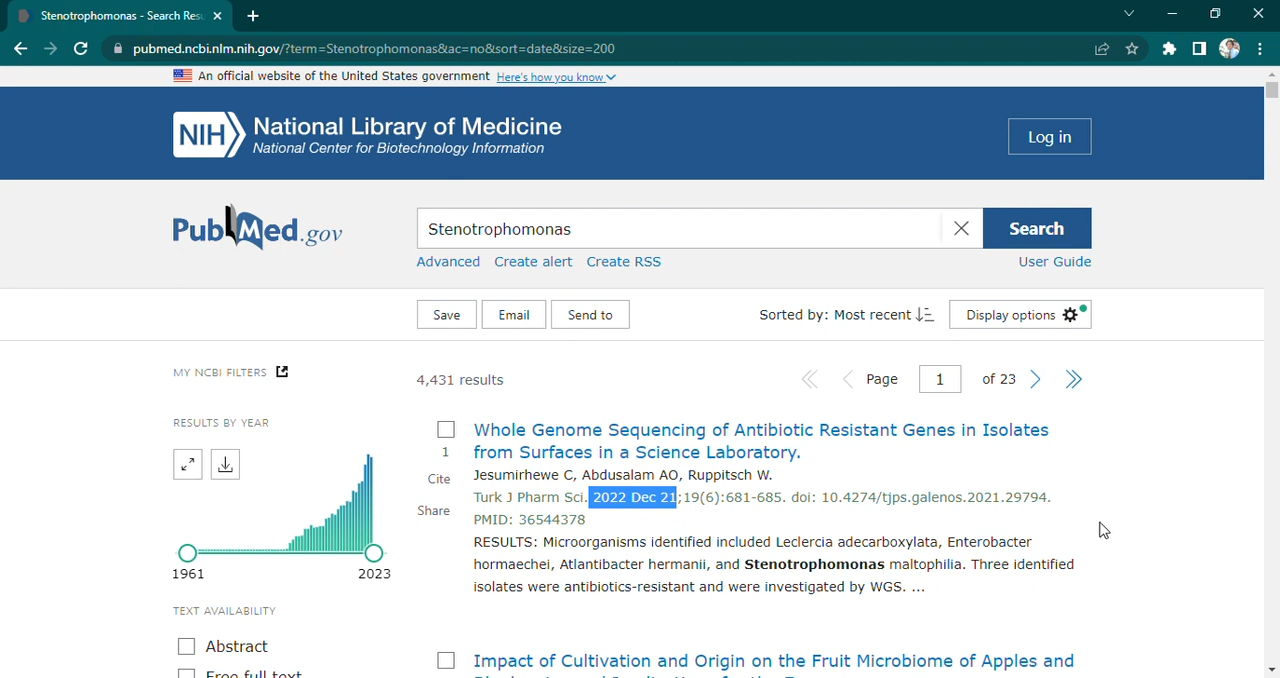 Stenotrophomonas - Search Resu
pubmed.ncbi.nlm.nih.gov/?term=Stenotrophomonas&ac=no&sort=date&size=200
An official website of the United States government Here's how you know
NIH National Library of Medicine
National Center for Biotechnology Information
Log in
PubMed.gov
Stenotrophomonas
Search
Advanced Create alert Create RSS
User Guide
Save Email Send to
Sorted by: Most recent
Display options
MY NCBI FILTERS
4,431 results
Page 1 of 23
RESULTS BY YEAR
1961 2023
TEXT AVAILABILITY
Abstract
Free full text
Whole Genome Sequencing of Antibiotic Resistant Genes in Isolates
1 from Surfaces in a Science Laboratory.
Cite Jesumirhewe C, Abdusalam AO, Ruppitsch W.
Turk J Pharm Sci. 2022 Dec 21;19(6):681-685. doi: 10.4274/tjps.galenos.2021.29794.
Share PMID: 36544378
RESULTS: Microorganisms identified included Leclercia adecarboxylata, Enterobacter
hormaechei, Atlantibacter hermanii, and Stenotrophomonas maltophilia. Three identified
isolates were antibiotics-resistant and were investigated by WGS. ...
Impact of Cultivation and Origin on the Fruit Microbiome of Apples and